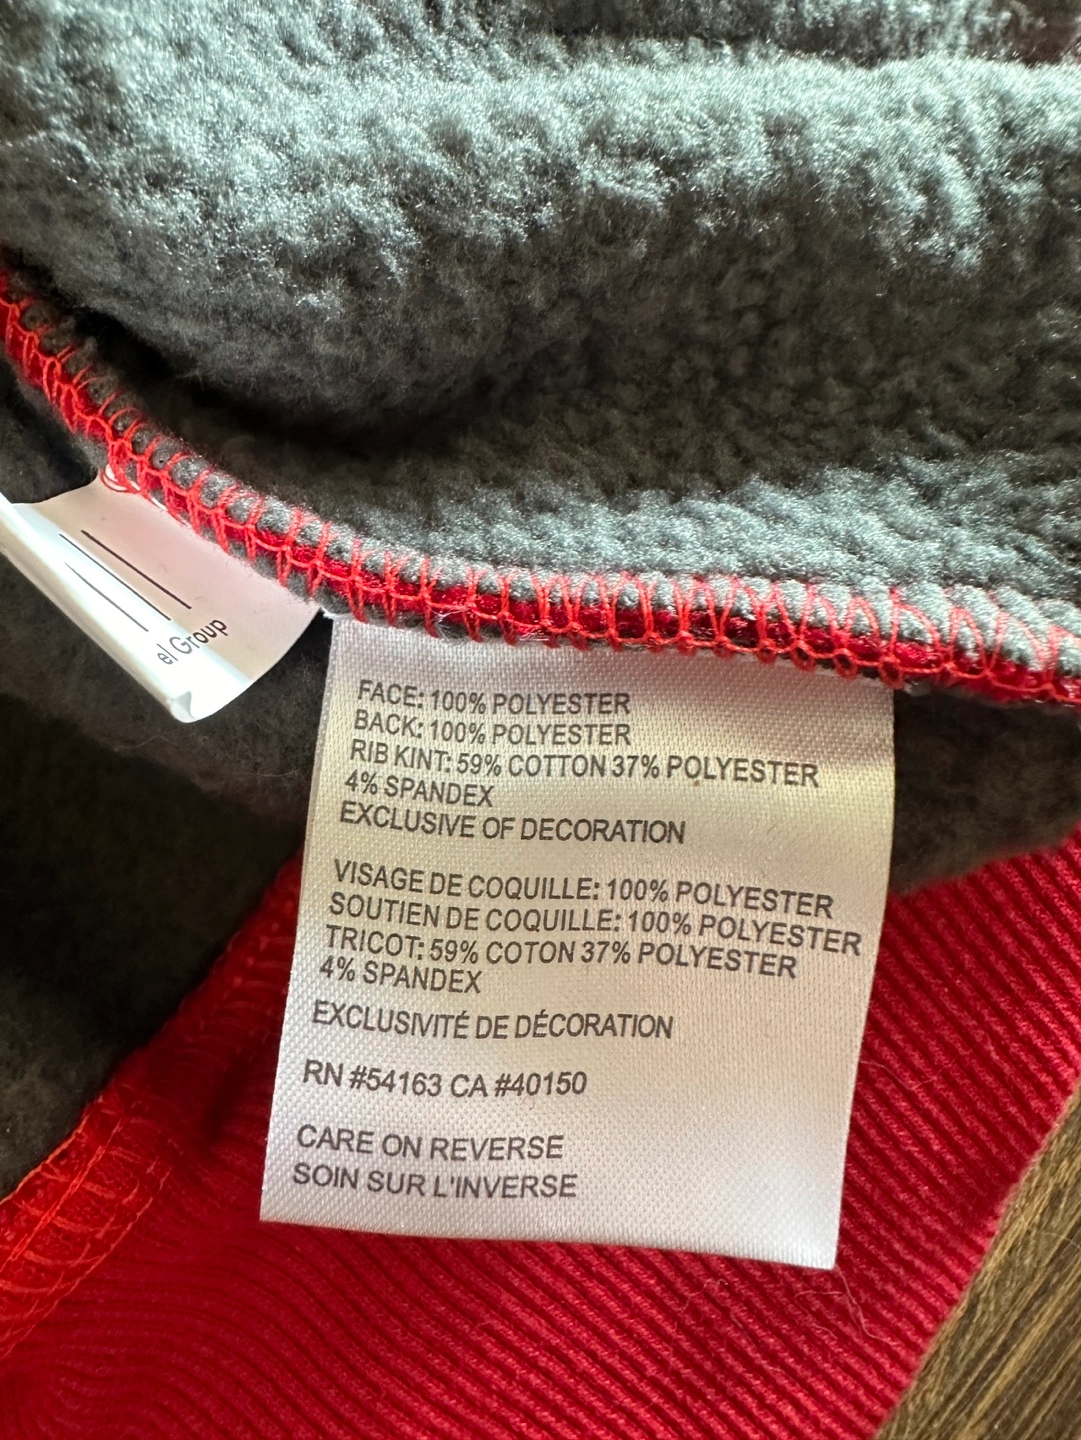 el Group
FACE: 100% POLYESTER
BACK: 100% POLYESTER
RIB KINT: 59% COTTON 37% POLYESTER
4% SPANDEX
EXCLUSIVE OF DECORATION
VISAGE DE COQUILLE: 100% POLYESTER
SOUTIEN DE COQUILLE: 100% POLYESTER
TRICOT: 59% COTON 37% POLYESTER
4% SPANDEX
EXCLUSIVITÉ DE DÉCORATION
RN #54163 CA #40150
CARE ON REVERSE
SOIN SUR L'INVERSE